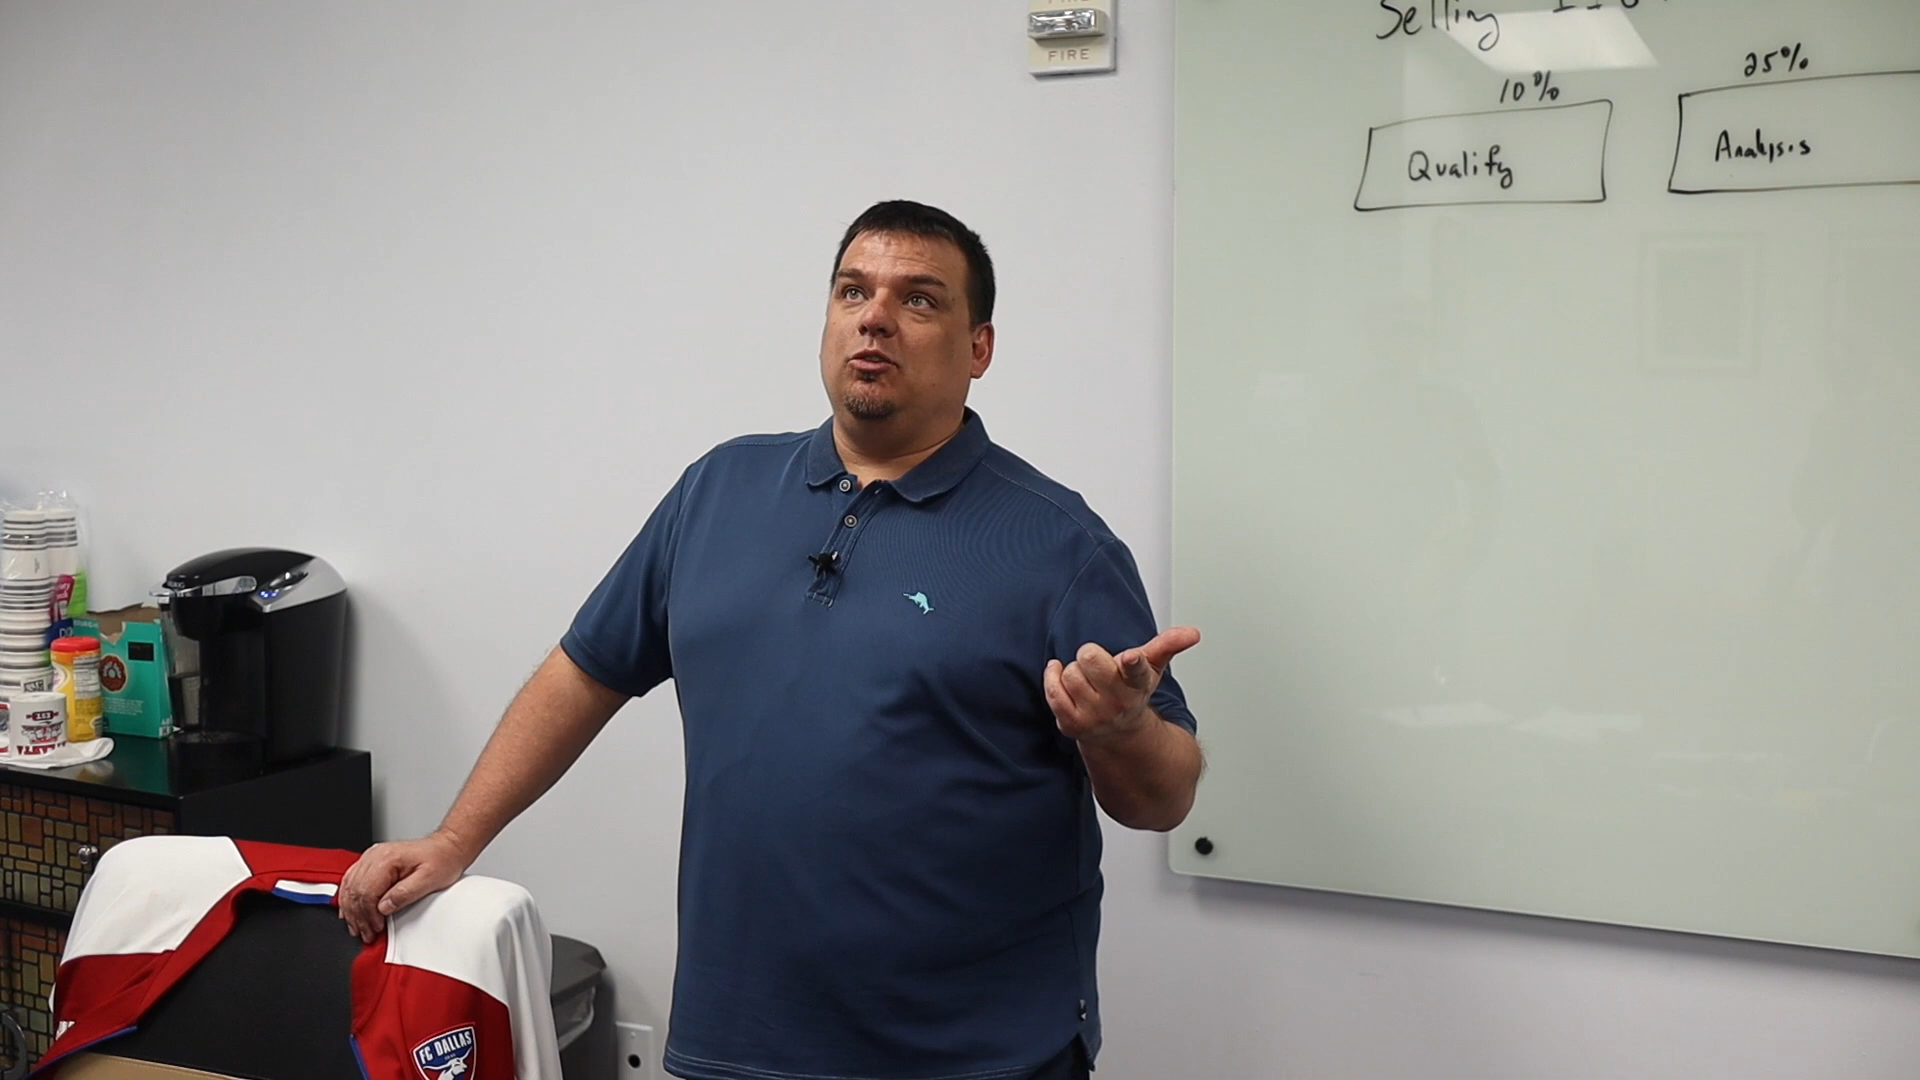 FIRE
Selling
10%
25%
Qualify
Analysis
FC DALLAS